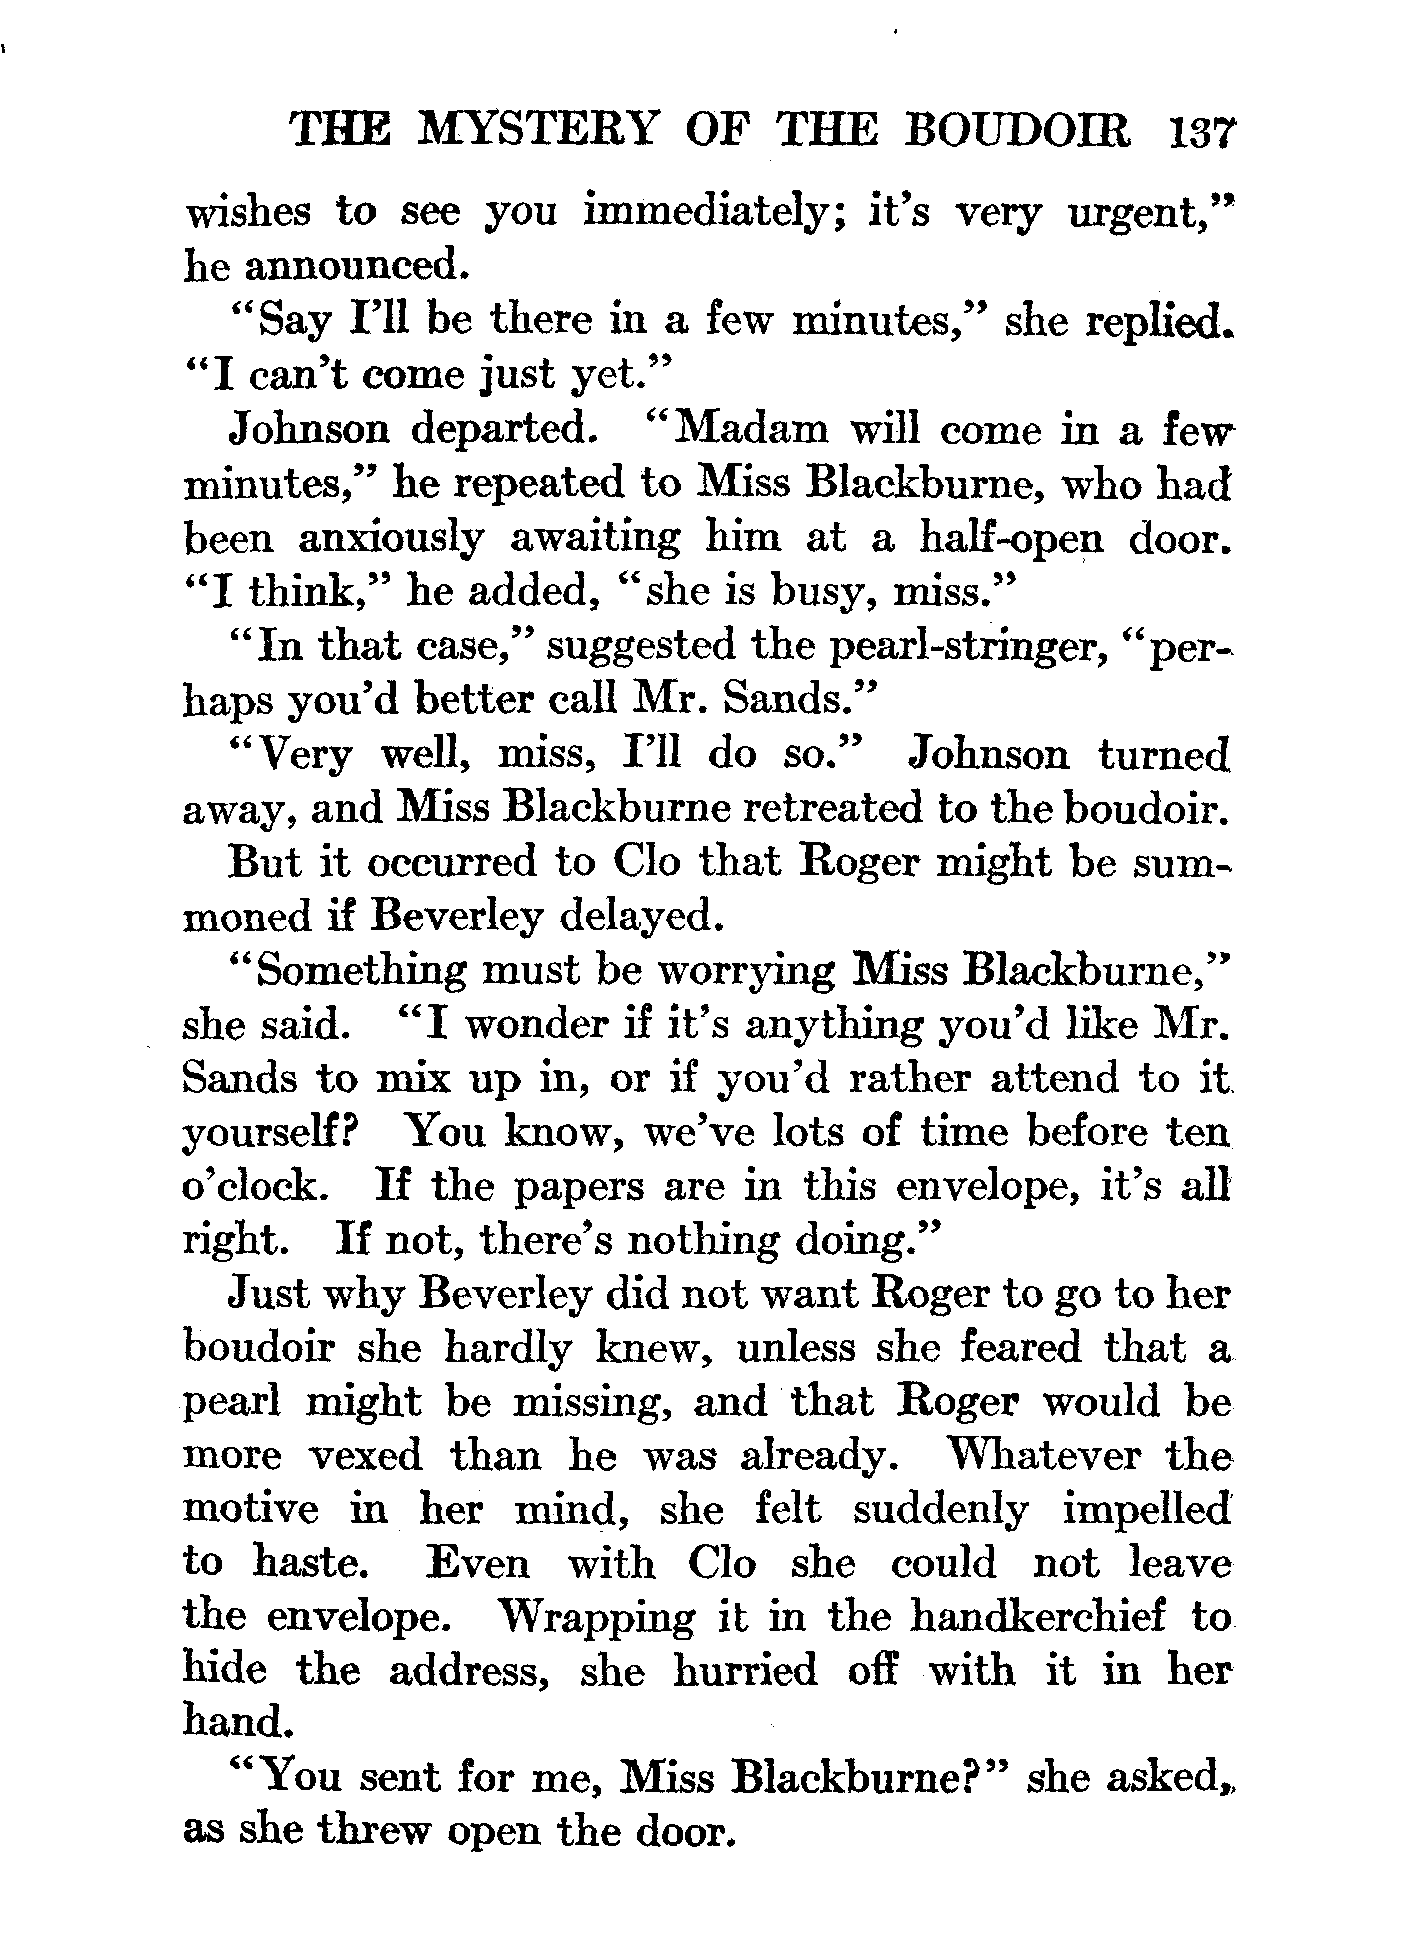 THE MYSTERY OF THE BOUDOIR 137
wishes to see you immediately; it's very urgent,"
he announced.
"Say I'll be there in a few minutes," she replied.
"I can't come just yet."
Johnson departed. "Madam will come in a few
minutes," he repeated to Miss Blackburne, who had
been anxiously awaiting him at a half-open door.
"I think," he added, "she is busy, miss."
"In that case," suggested the pearl-stringer, "per-
haps you'd better call Mr. Sands."
"Very well, miss, I'll do so." Johnson turned
away, and Miss Blackburne retreated to the boudoir.
But it occurred to Clo that Roger might be sum-
moned if Beverley delayed.
"Something must be worrying Miss Blackburne,"
she said. "I wonder if it's anything you'd like Mr.
Sands to mix up in, or if you'd rather attend to it
yourself? You know, we've lots of time before ten
o'clock. If the papers are in this envelope, it's all
right. If not, there's nothing doing."
Just why Beverley did not want Roger to go to her
boudoir she hardly knew, unless she feared that a
pearl might be missing, and that Roger would be
more vexed than he was already. Whatever the
motive in her mind, she felt suddenly impelled
to haste. Even with Clo she could not leave
the envelope. Wrapping it in the handkerchief to
hide the address, she hurried off with it in her
hand.
"You sent for me, Miss Blackburne?" she asked,
as she threw open the door.